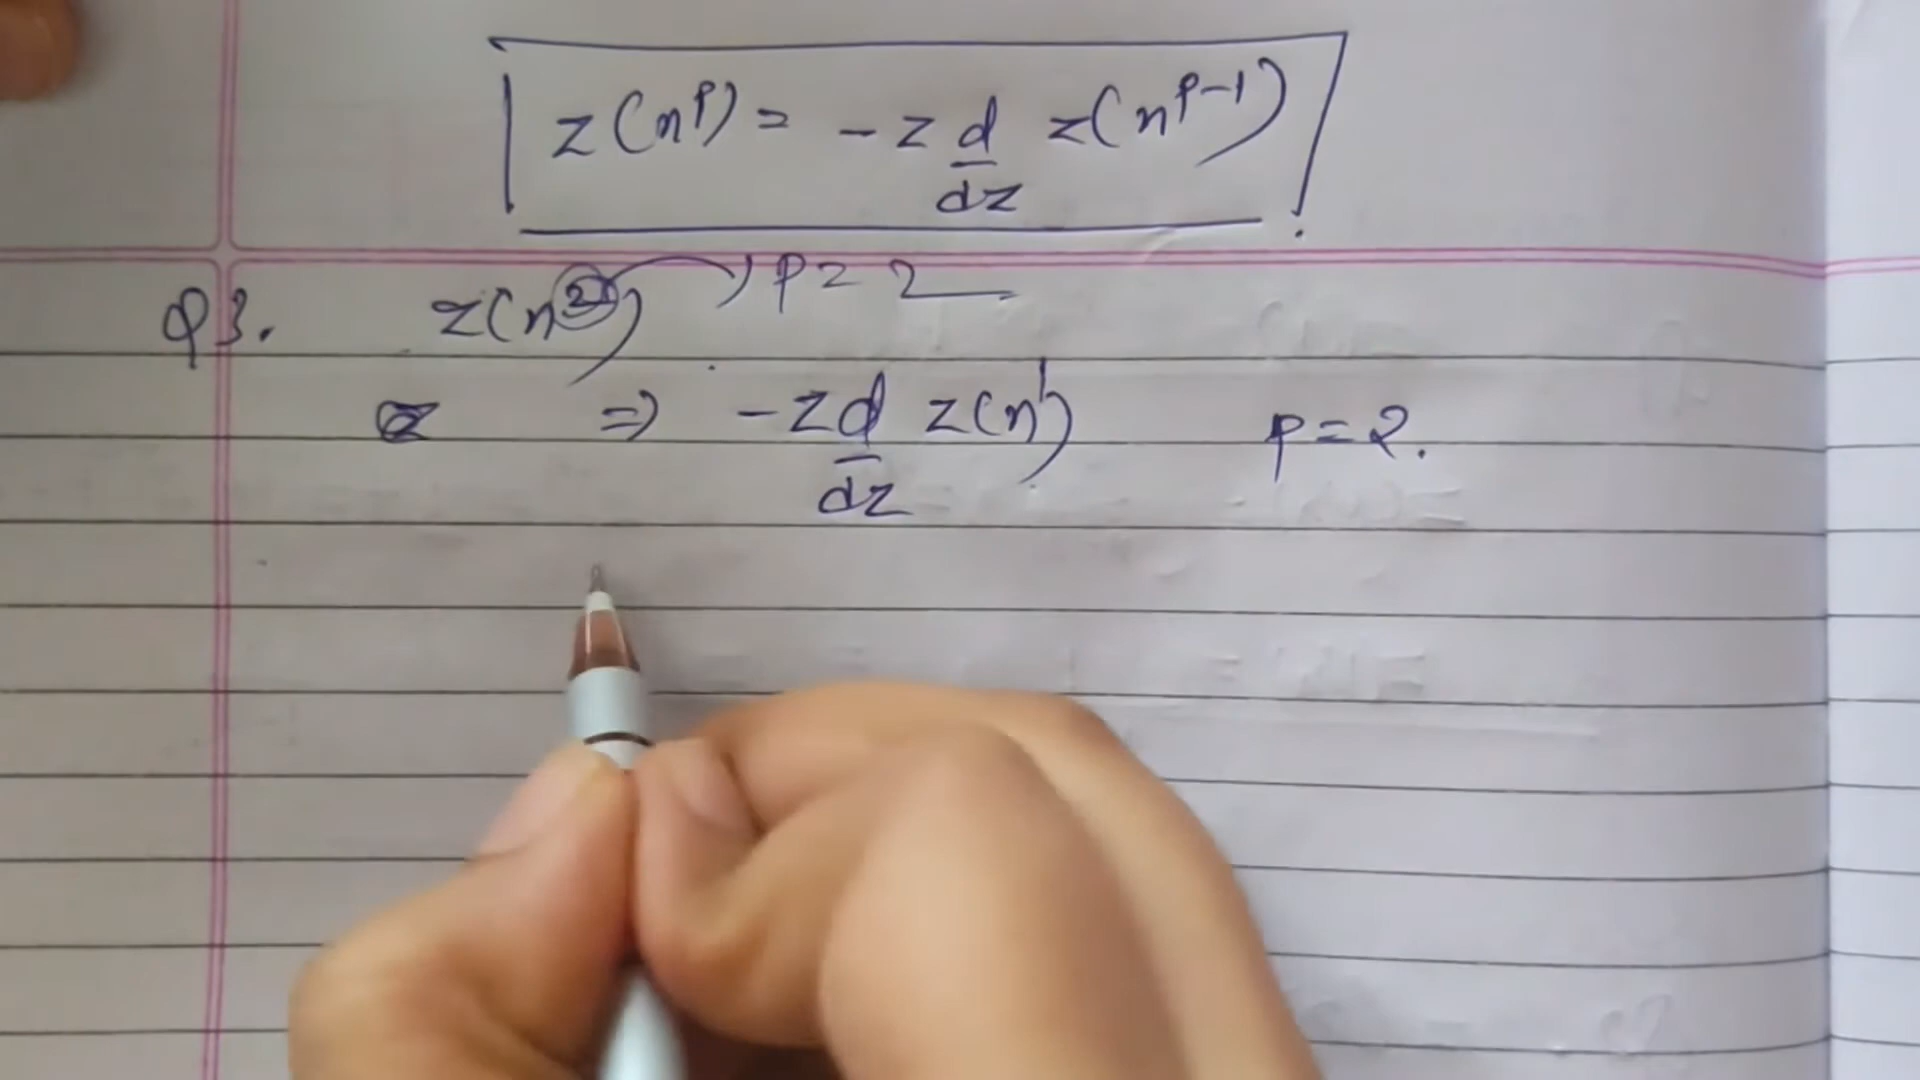 z(n^p) = -z d/dz z(n^p-1)
Q3. z(n^2) p = 2
z => -z d/dz z(n^1) p = 2.